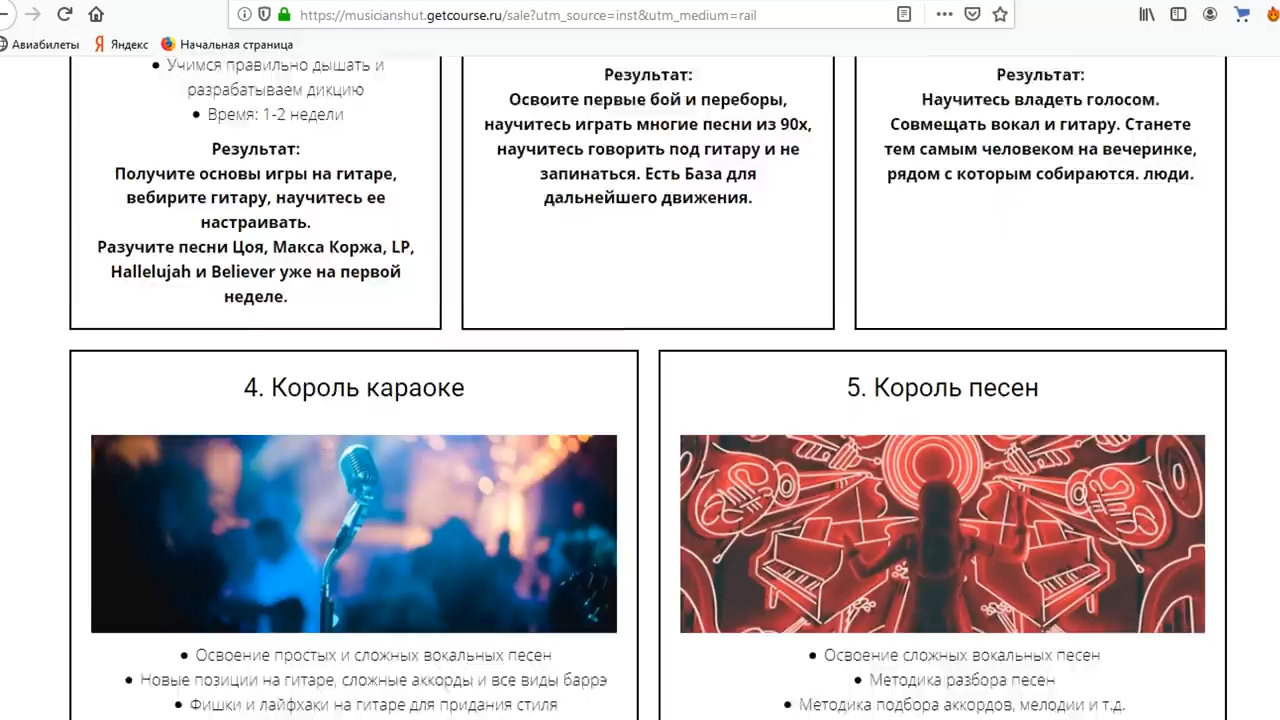 https://musicianshut.getcourse.ru/sale?utm_source=inst&utm_medium=rail
Авиабилеты
Яндекс
Начальная страница
Учимся правильно дышать и
разрабатываем дикцию
Время: 1-2 недели
Результат:
Получите основы игры на гитаре,
вебирите гитару, научитесь ее
настраивать.
Разучите песни Цоя, Макса Коржа, LP,
Hallelujah и Believer уже на первой
неделе.
Результат:
Освоите первые бой и переборы,
научитесь играть многие песни из 90х,
научитесь говорить под гитару и не
запинаться. Есть База для
дальнейшего движения.
Результат:
Научитесь владеть голосом.
Совмещать вокал и гитару. Станете
тем самым человеком на вечеринке,
рядом с которым собираются. люди.
4. Король караоке
Освоение простых и сложных вокальных песен
Новые позиции на гитаре, сложные аккорды и все виды баррэ
Фишки и лайфхаки на гитаре для придания стиля
5. Король песен
Освоение сложных вокальных песен
Методика разбора песен
Методика подбора аккордов, мелодии и т.д.